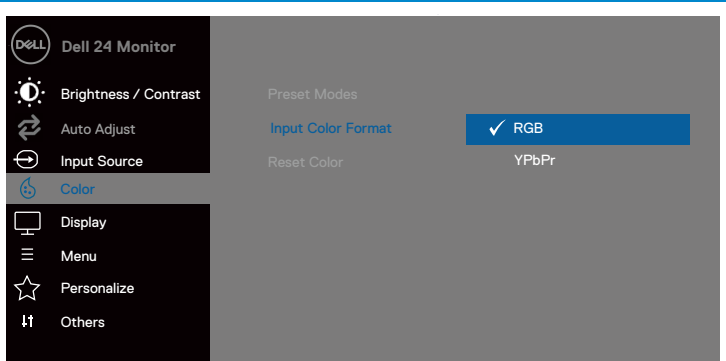 DELL
Dell 24 Monitor
Brightness / Contrast
Auto Adjust
Input Source
Color
Display
Menu
Personalize
Others
Preset Modes
Input Color Format
Reset Color
RGB
YPbPr